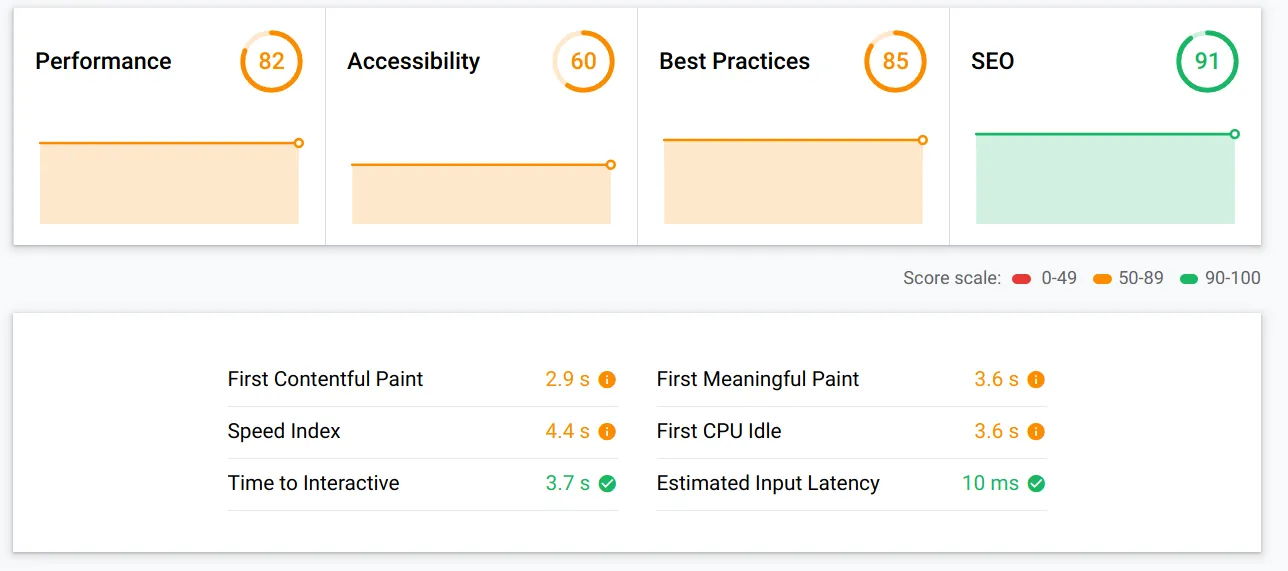 Performance 82 Accessibility 60 Best Practices 85 SEO 91
Score scale: 0-49 50-89 90-100
First Contentful Paint 2.9 s First Meaningful Paint 3.6 s
Speed Index 4.4 s First CPU Idle 3.6 s
Time to Interactive 3.7 s Estimated Input Latency 10 ms